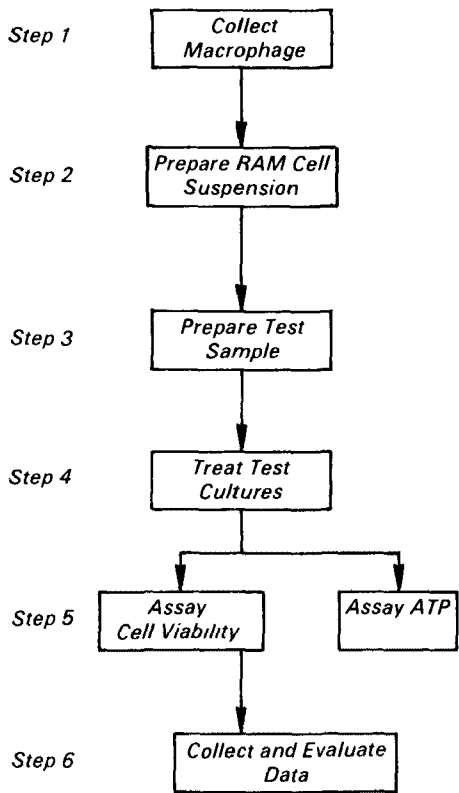 Step 1
Collect
Macrophage
Step 2
Prepare RAM Cell
Suspension
Step 3
Prepare Test
Sample
Step 4
Treat Test
Cultures
Step 5
Assay
Cell Viability
Assay ATP
Step 6
Collect and Evaluate
Data